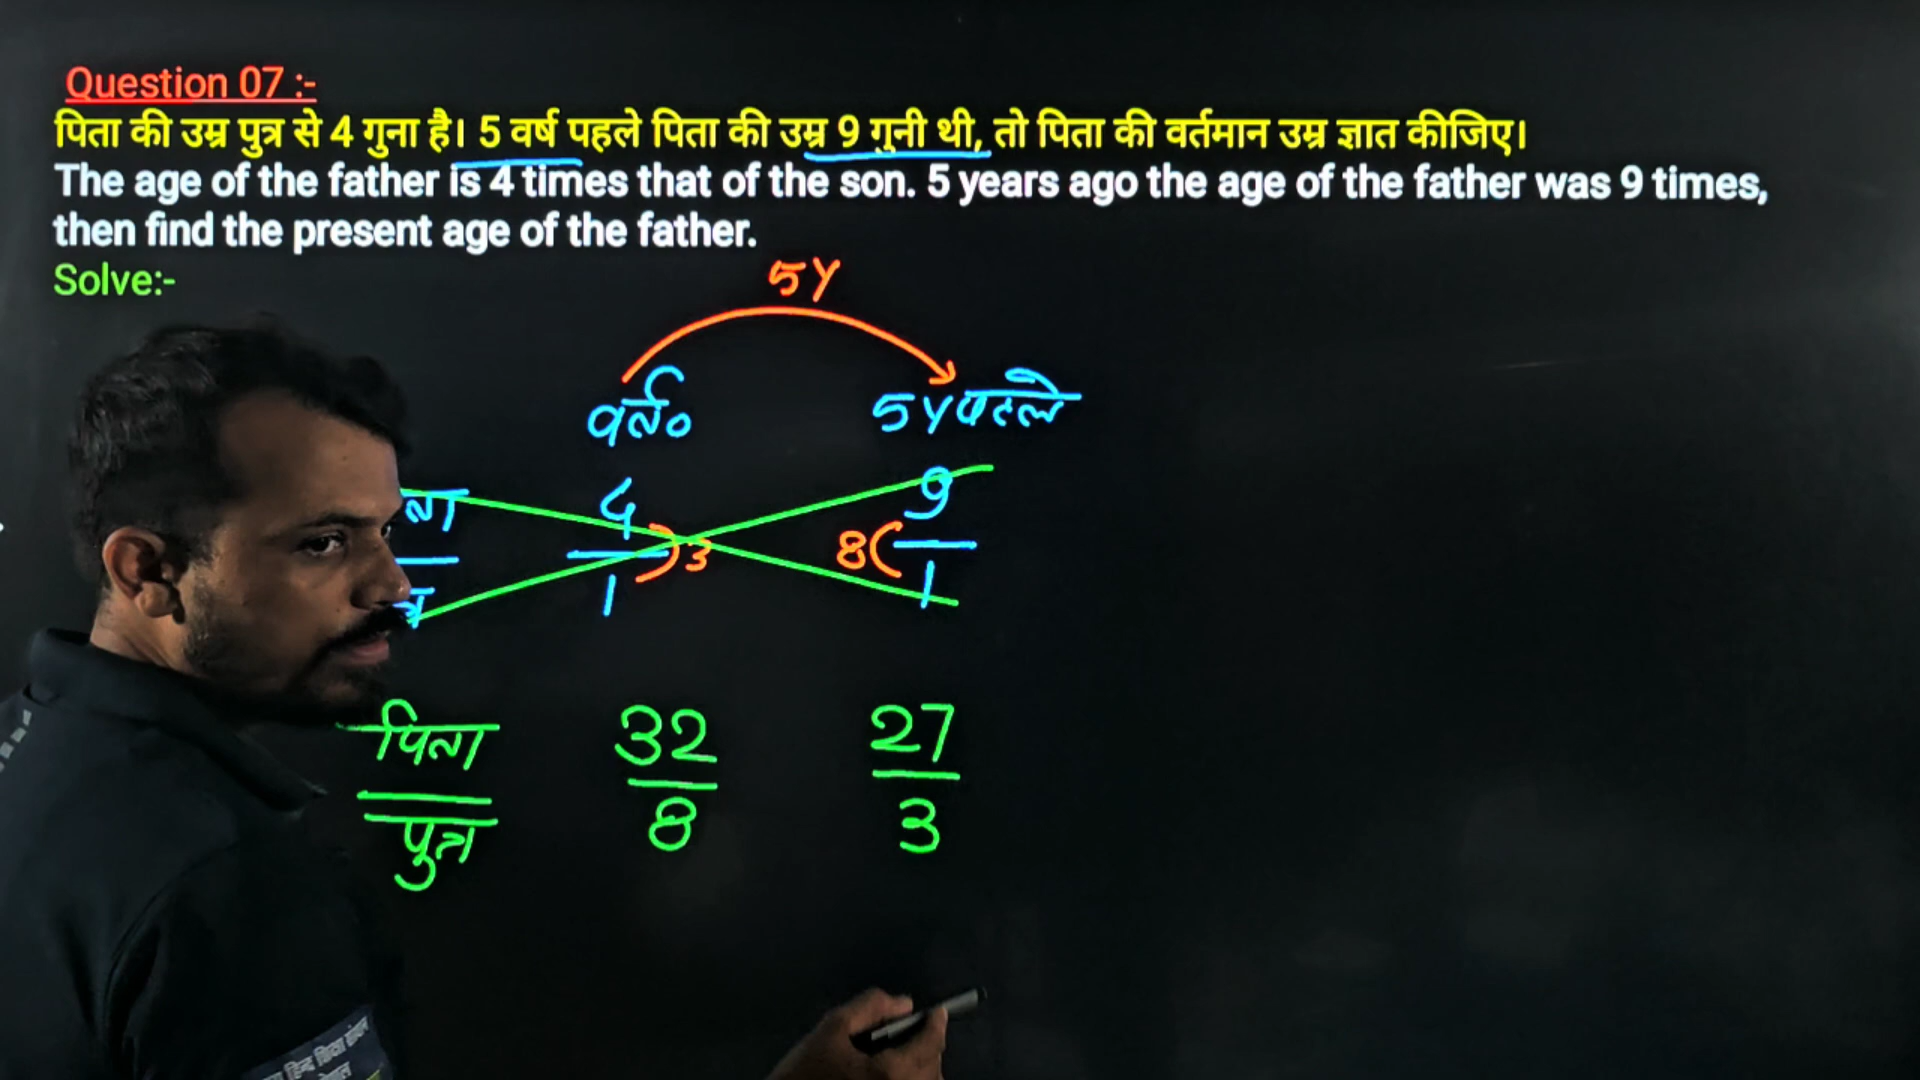 Question 07 :-
पिता की उम्र पुत्र से 4 गुना है। 5 वर्ष पहले पिता की उम्र 9 गुनी थी, तो पिता की वर्तमान उम्र ज्ञात कीजिए।
The age of the father is 4 times that of the son. 5 years ago the age of the father was 9 times,
then find the present age of the father.
Solve:-
5Y
वर्त० 5Y पहले
4 9
3 8
1 1
पिता 32 27
पुत्र 8 3